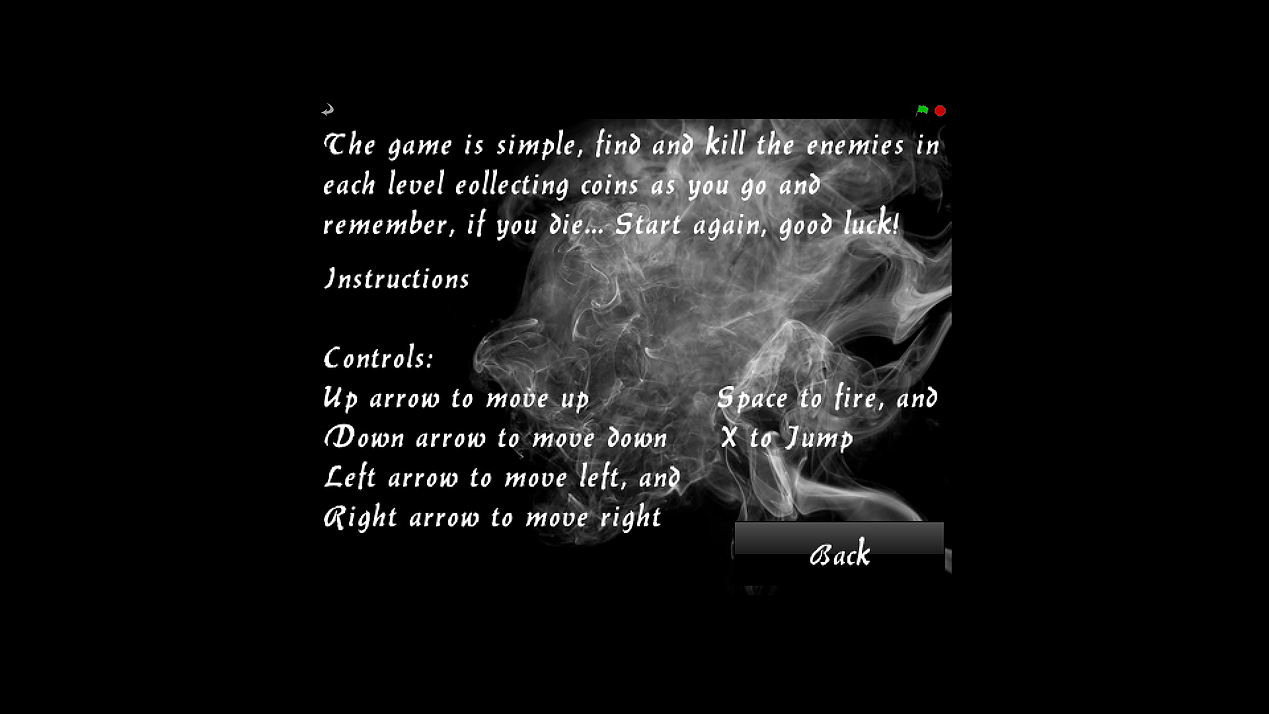 The game is simple, find and kill the enemies in
each level eollecting coins as you go and
remember, if you die... Start again, good luck!
Instructions
Controls:
Up arrow to move up
Down arrow to move down
Left arrow to move left, and
Right arrow to move right
Space to fire, and
X to Jump
Back